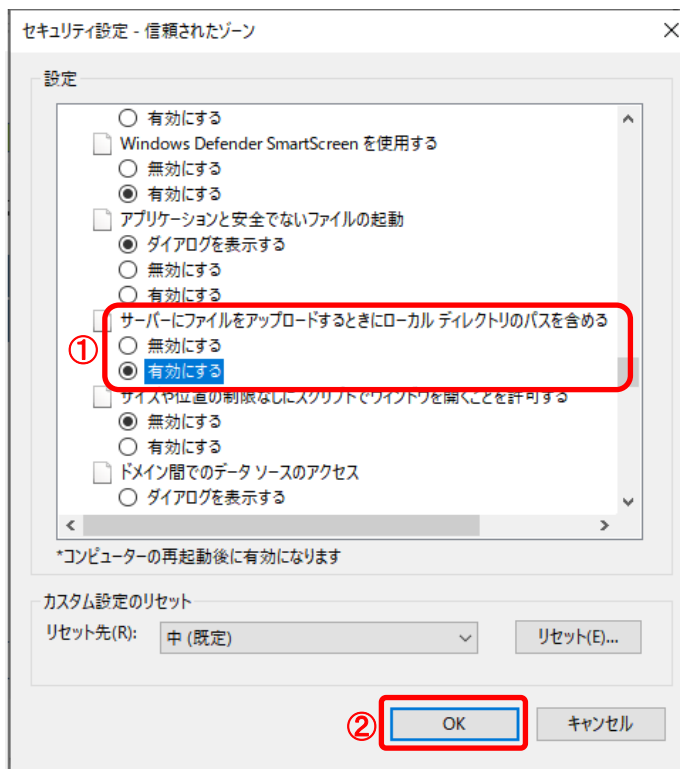 セキュリティ設定 - 信頼されたゾーン
設定
有効にする
Windows Defender SmartScreen を使用する
無効にする
有効にする
アプリケーションと安全でないファイルの起動
ダイアログを表示する
無効にする
有効にする
サーバーにファイルをアップロードするときにローカル ディレクトリのパスを含める
① 無効にする
有効にする
サイズや位置の制限なしにスクリプトでウィンドウを開くことを許可する
無効にする
有効にする
ドメイン間でのデータ ソースのアクセス
ダイアログを表示する
*コンピューターの再起動後に有効になります
カスタム設定のリセット
リセット先(R): 中 (既定) リセット(E)...
② OK キャンセル